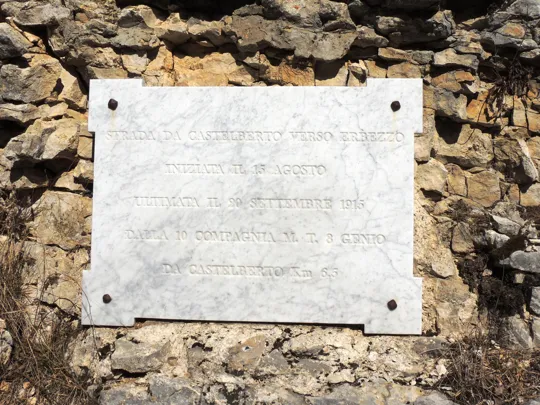 STRADA DA CASTELBERTO VERSO ERBEZZO
INIZIATA IL 15 AGOSTO
ULTIMATA IL 20 SETTEMBRE 1915
DALLA 10 COMPAGNIA M. T. 3 GENIO
DA CASTELBERTO Km 5.5